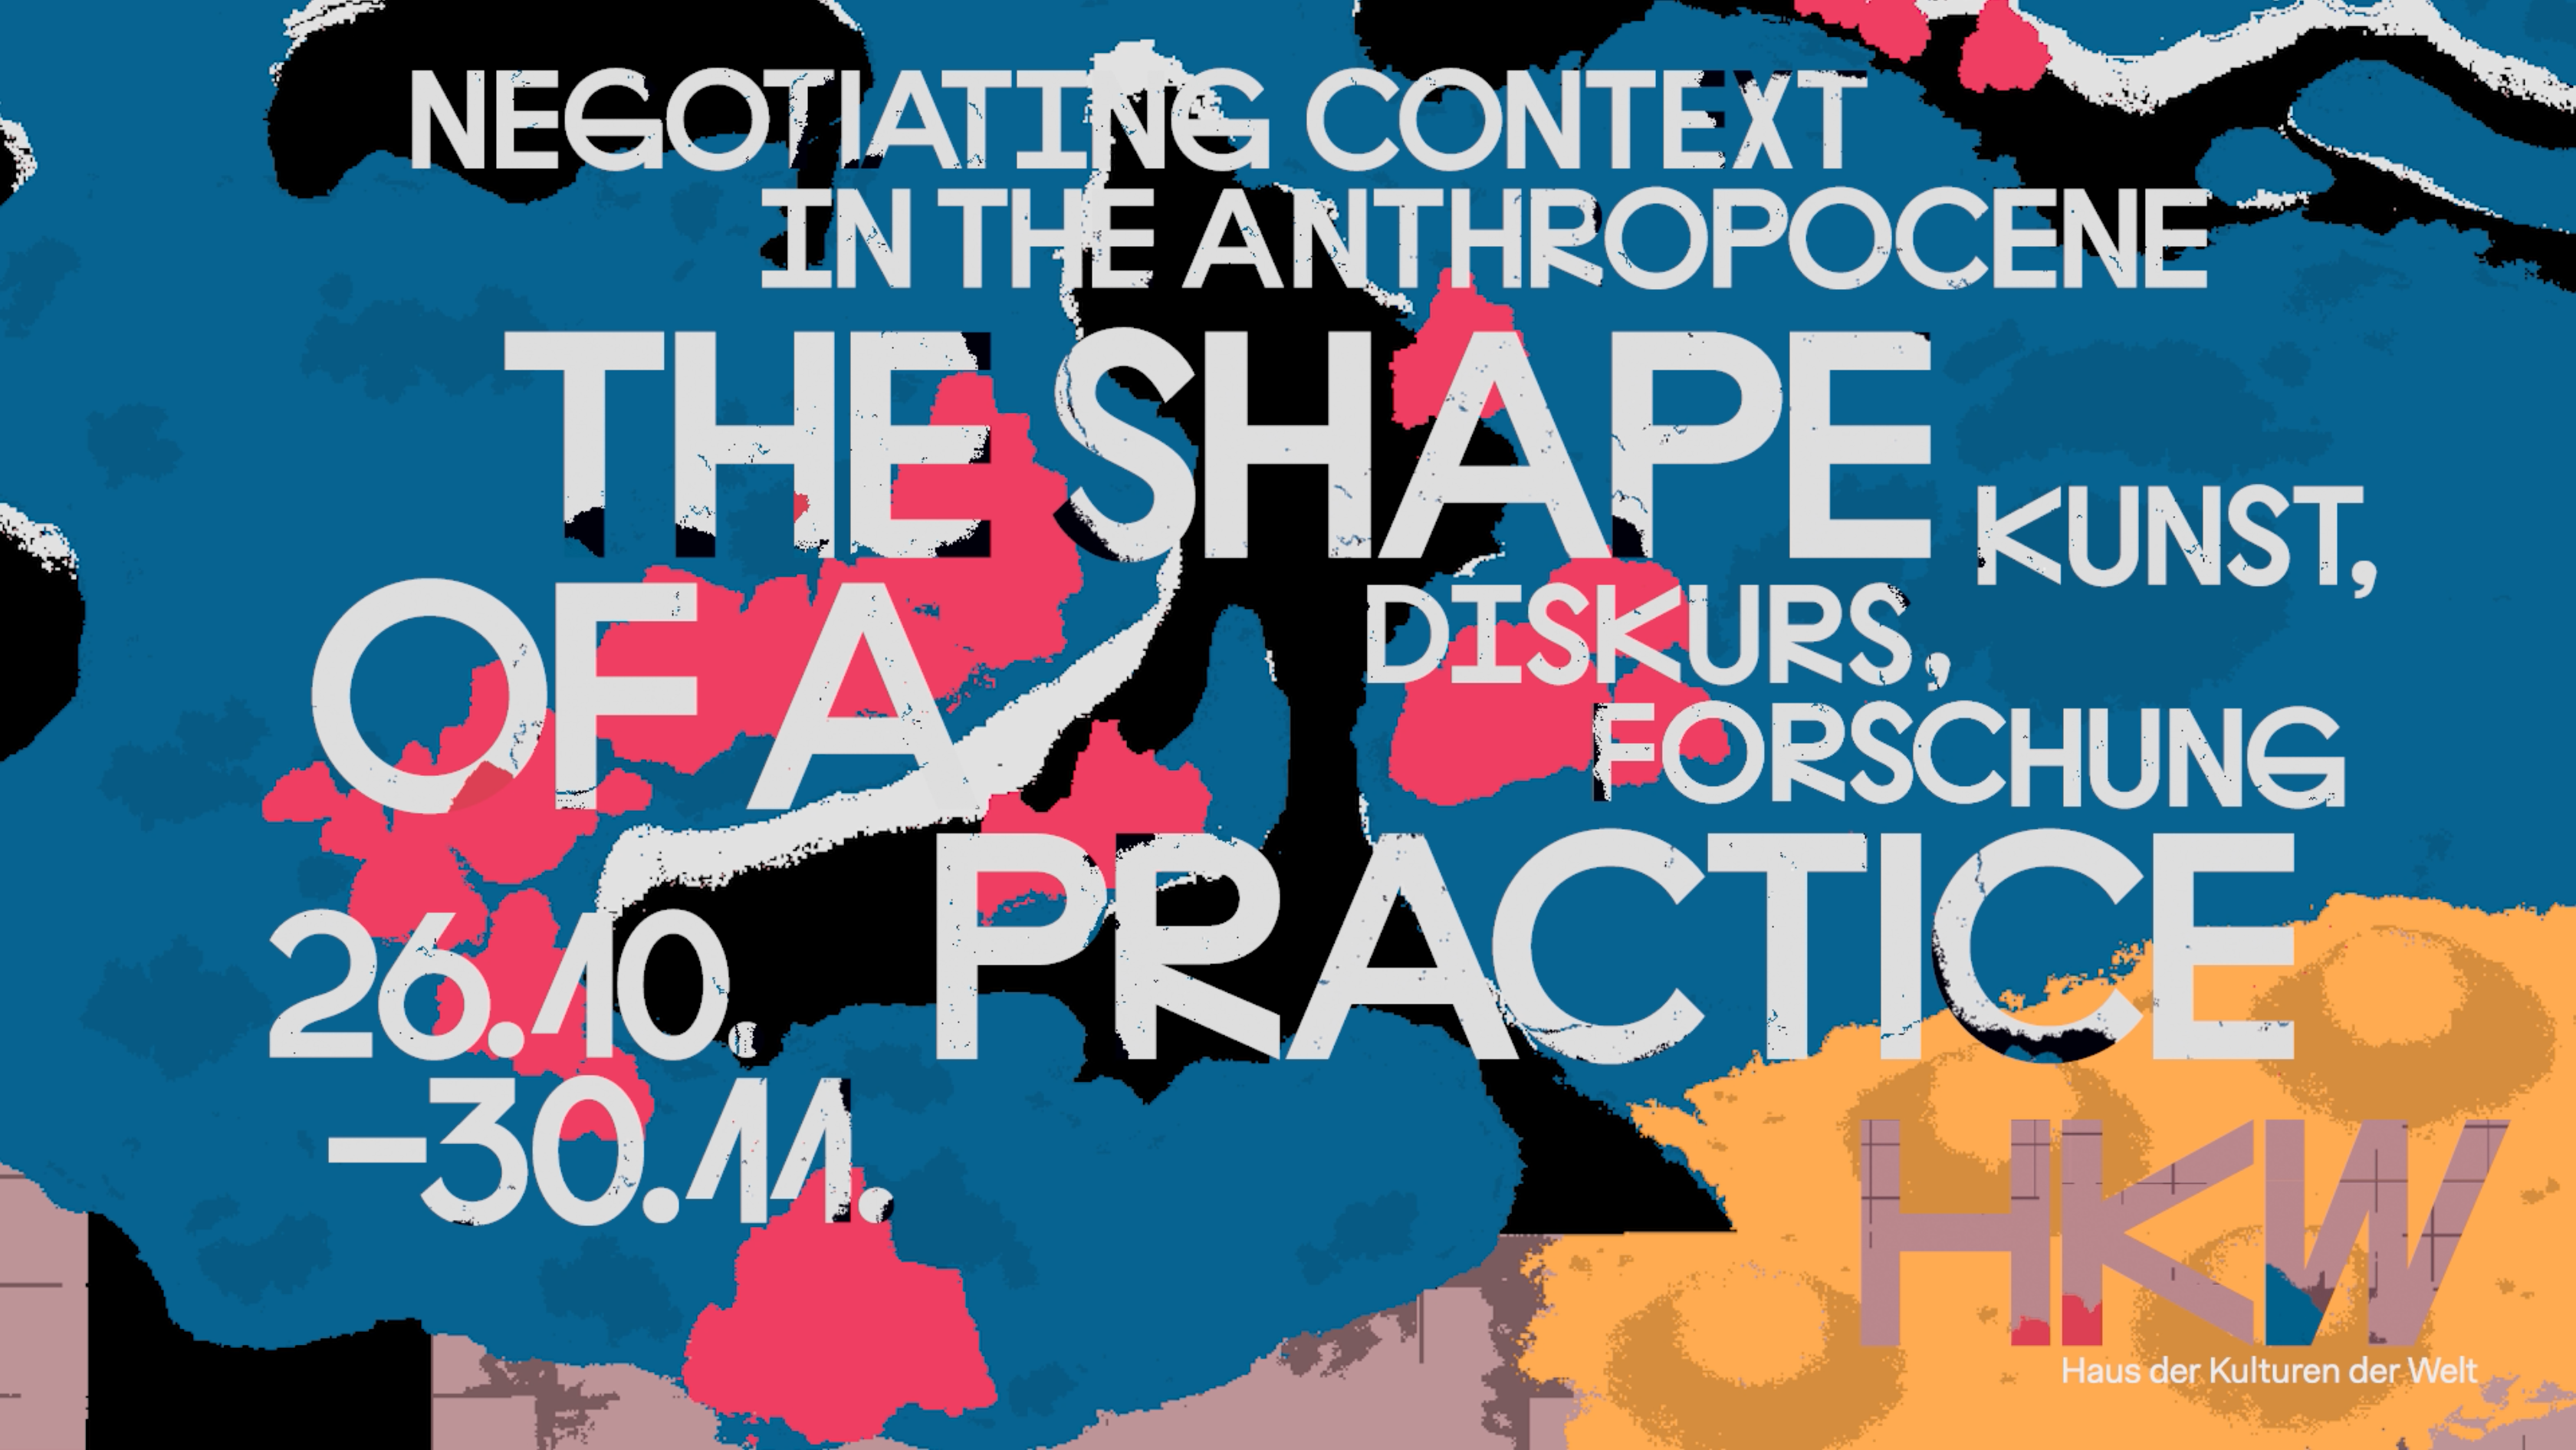 NEGOTIATING CONTEXT
IN THE ANTHROPOCENE
THE SHAPE
KUNST,
OF A
DISKURS,
FORSCHUNG
PRACTICE
26.10.
–30.11.
HKW
Haus der Kulturen der Welt